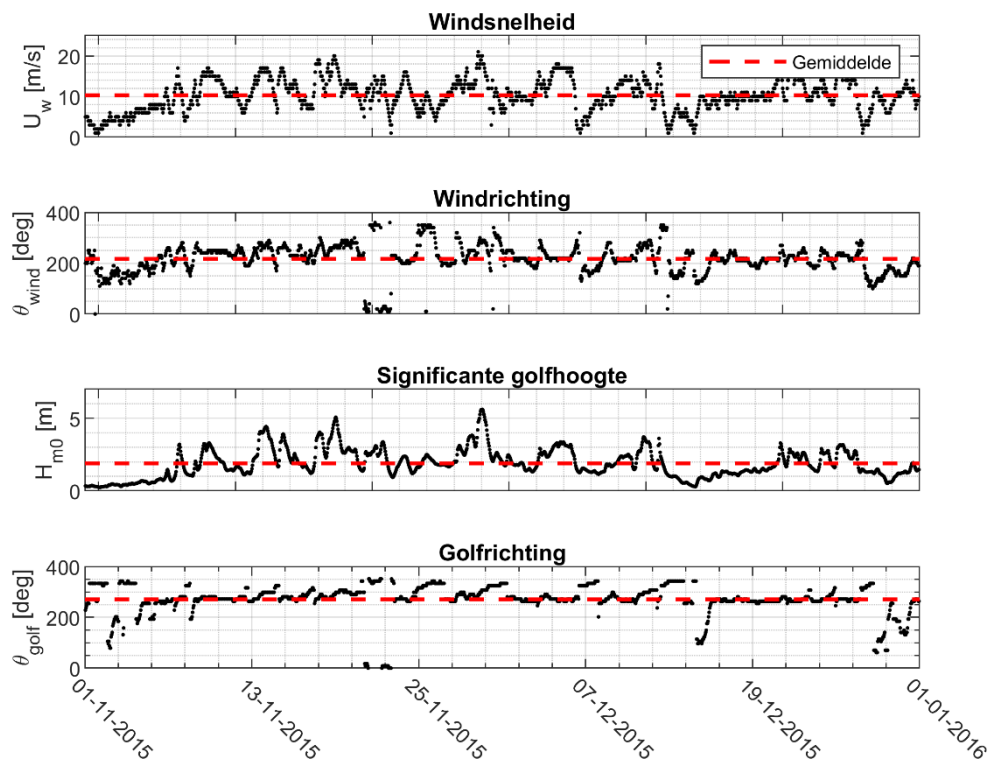 Windsnelheid
U_w [m/s]
20
10
0
Gemiddelde
Windrichting
θ_wind [deg]
400
200
0
Significante golfhoogte
H_m0 [m]
5
0
Golfrichting
θ_golf [deg]
400
200
0
01-11-2015
13-11-2015
25-11-2015
07-12-2015
19-12-2015
01-01-2016